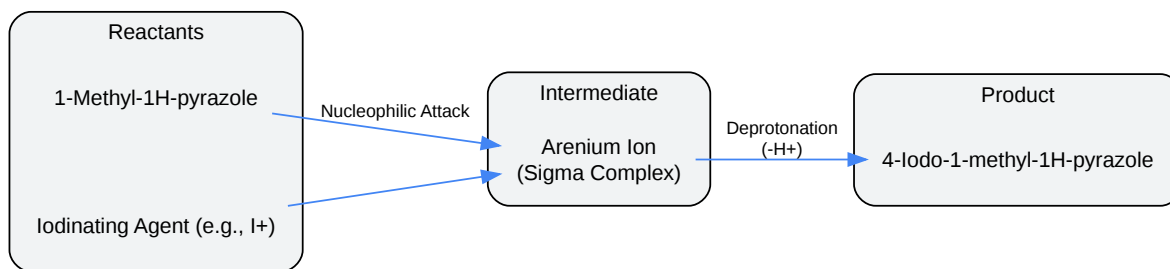 Reactants
1-Methyl-1H-pyrazole
Iodinating Agent (e.g., I+)
Nucleophilic Attack
Intermediate
Arenium Ion
(Sigma Complex)
Deprotonation
(-H+)
Product
4-Iodo-1-methyl-1H-pyrazole